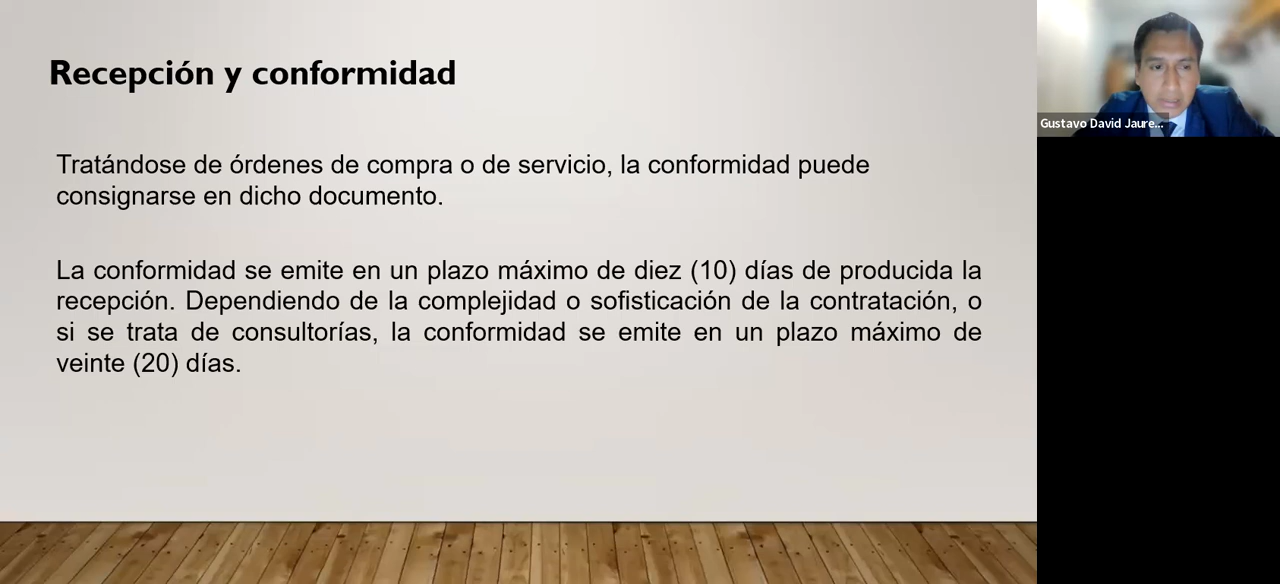 Recepción y conformidad
Tratándose de órdenes de compra o de servicio, la conformidad puede
consignarse en dicho documento.
La conformidad se emite en un plazo máximo de diez (10) días de producida la
recepción. Dependiendo de la complejidad o sofisticación de la contratación, o
si se trata de consultorías, la conformidad se emite en un plazo máximo de
veinte (20) días.
Gustavo David Jaure...